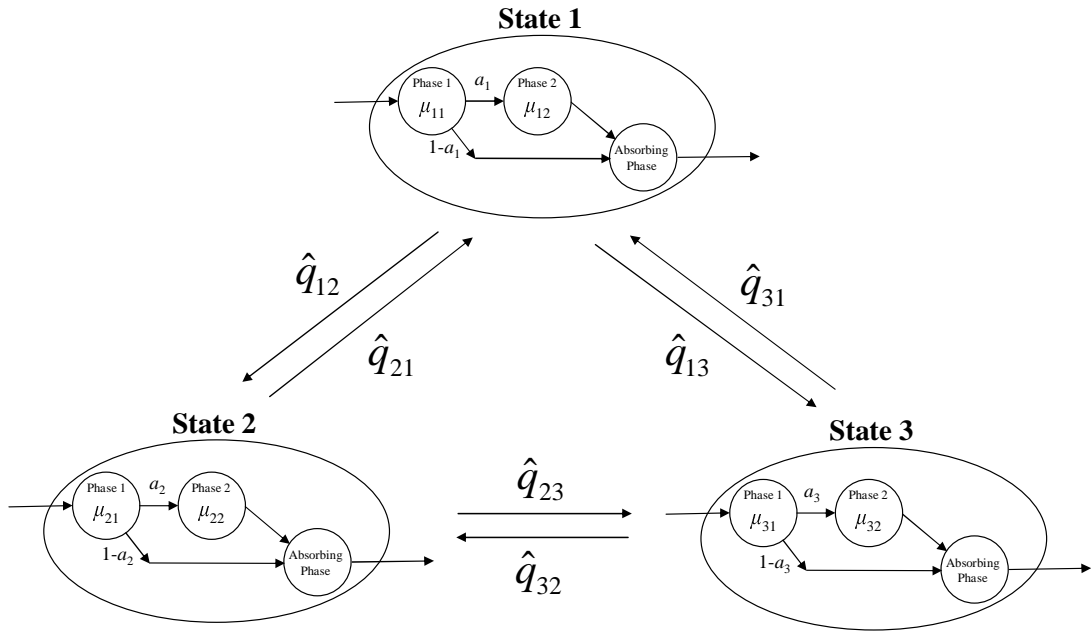 State 1
Phase 1
μ11
a1
Phase 2
μ12
1-a1
Absorbing
Phase
q̂12
q̂21
q̂31
q̂13
State 2
Phase 1
μ21
a2
Phase 2
μ22
1-a2
Absorbing
Phase
q̂23
q̂32
State 3
Phase 1
μ31
a3
Phase 2
μ32
1-a3
Absorbing
Phase